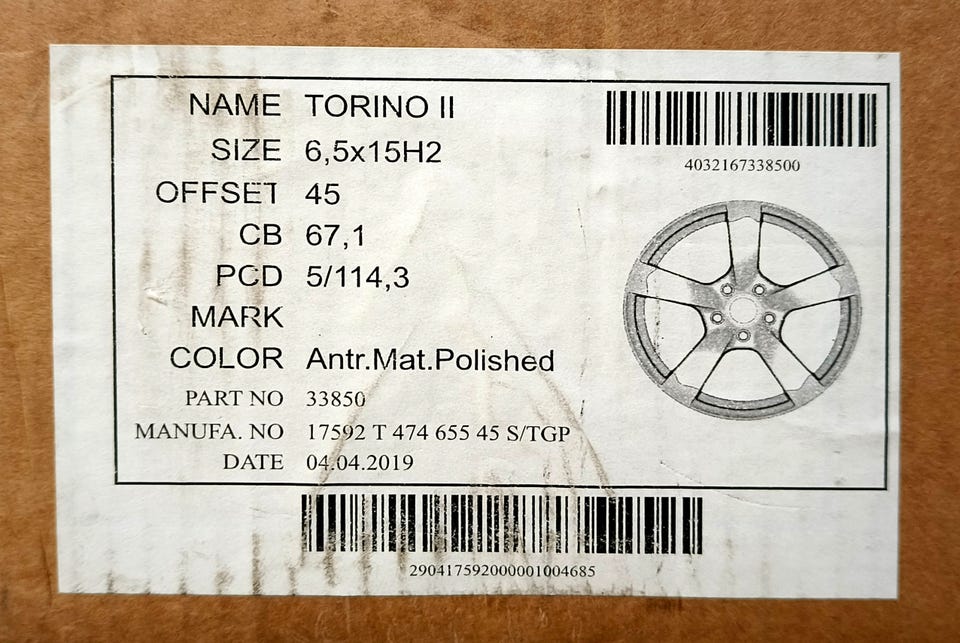 NAME TORINO II
SIZE 6,5x15H2
OFFSET 45
CB 67,1
PCD 5/114,3
MARK
COLOR Antr.Mat.Polished
PART NO 33850
MANUFA. NO 17592 T 474 655 45 S/TGP
DATE 04.04.2019
4032167338500
290417592000001004685